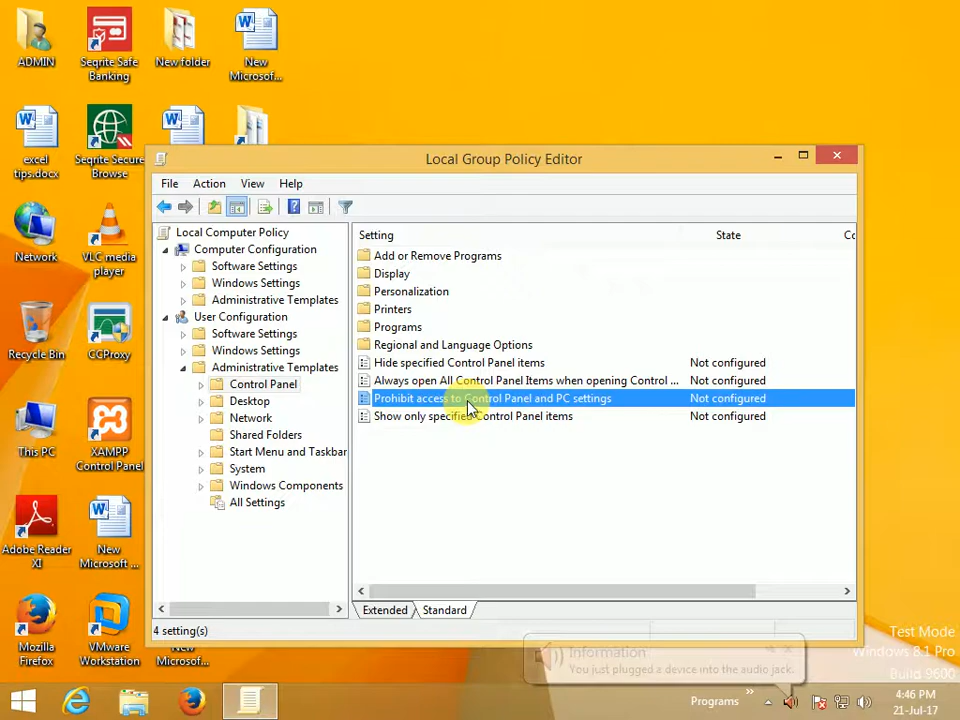 ADMIN
Seqrite Safe
Banking
New folder
New
Microsof...
excel
tips.docx
Seqrite Secure
Browse
Network
VLC media
player
Recycle Bin
CCProxy
This PC
XAMPP
Control Panel
Adobe Reader
XI
New
Microsoft ...
Mozilla
Firefox
VMware
Workstation
New
Microsof...
Local Group Policy Editor
File Action View Help
Local Computer Policy
Computer Configuration
Software Settings
Windows Settings
Administrative Templates
User Configuration
Software Settings
Windows Settings
Administrative Templates
Control Panel
Desktop
Network
Shared Folders
Start Menu and Taskbar
System
Windows Components
All Settings
Setting State Co
Add or Remove Programs
Display
Personalization
Printers
Programs
Regional and Language Options
Hide specified Control Panel items Not configured
Always open All Control Panel Items when opening Control ... Not configured
Prohibit access to Control Panel and PC settings Not configured
Show only specified Control Panel items Not configured
Extended Standard
4 setting(s)
Information
You just plugged a device into the audio jack.
Test Mode
Windows 8.1 Pro
Build 9600
Programs
4:46 PM
21-Jul-17